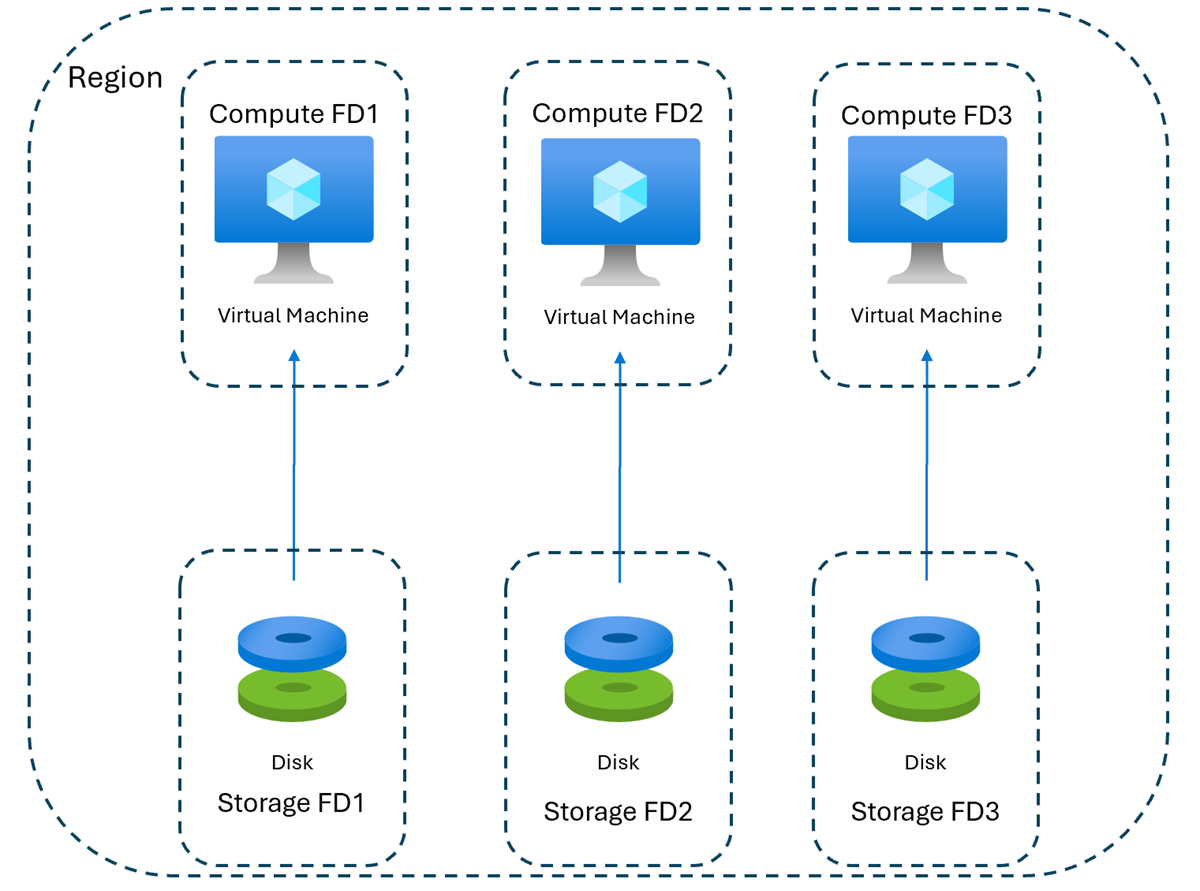 Region
Compute FD1
Compute FD2
Compute FD3
Virtual Machine
Virtual Machine
Virtual Machine
Disk
Disk
Disk
Storage FD1
Storage FD2
Storage FD3